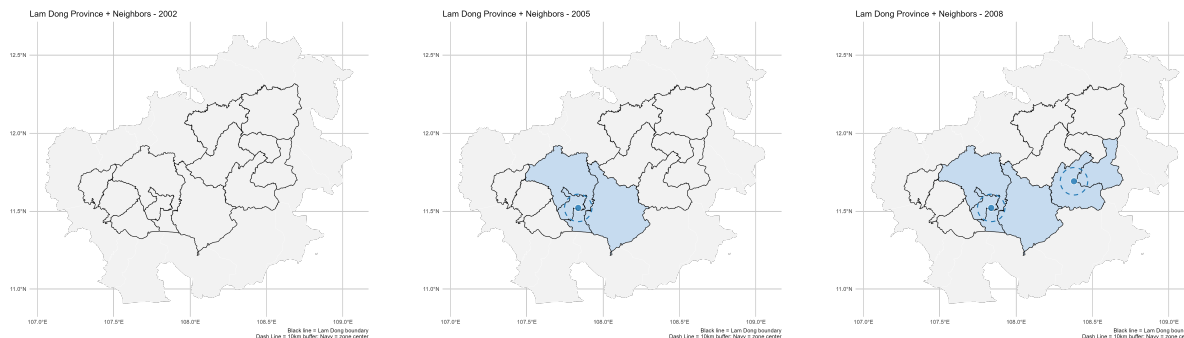 Lam Dong Province + Neighbors - 2002
12.5°N
12.0°N
11.5°N
11.0°N
107.0°E 107.5°E 108.0°E 108.5°E 109.0°E
Black line = Lam Dong boundary
Dash Line = 10km buffer; Navy = zone center
Lam Dong Province + Neighbors - 2005
12.5°N
12.0°N
11.5°N
11.0°N
107.0°E 107.5°E 108.0°E 108.5°E 109.0°E
Black line = Lam Dong boundary
Dash Line = 10km buffer; Navy = zone center
Lam Dong Province + Neighbors - 2008
12.5°N
12.0°N
11.5°N
11.0°N
107.0°E 107.5°E 108.0°E 108.5°E 109.0°E
Black line = Lam Dong
Dash Line = 10km buffer; Navy = zone